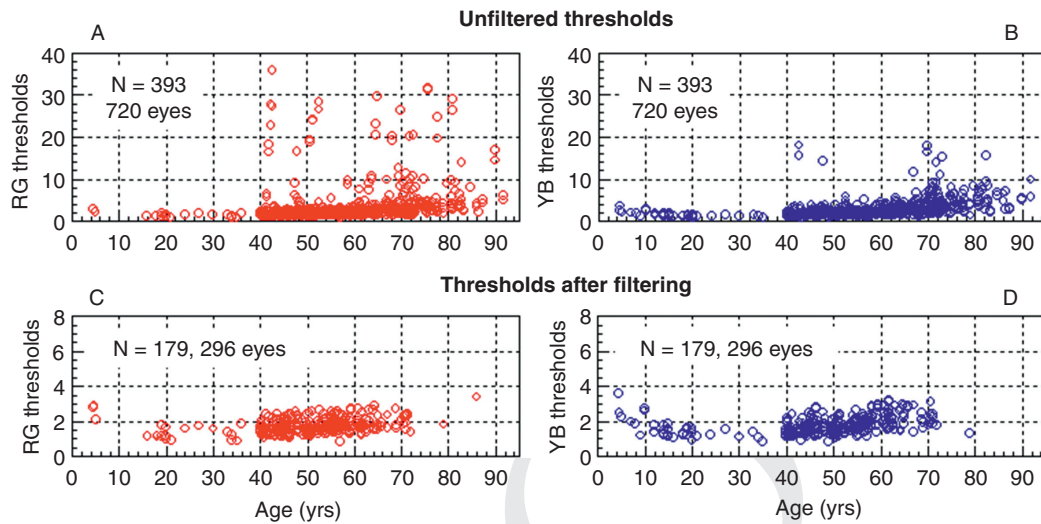 Unfiltered thresholds
A
RG thresholds
40
30
20
10
0
N = 393
720 eyes
0 10 20 30 40 50 60 70 80 90
B
YB thresholds
40
30
20
10
0
N = 393
720 eyes
0 10 20 30 40 50 60 70 80 90
Thresholds after filtering
C
RG thresholds
8
6
4
2
0
N = 179, 296 eyes
0 10 20 30 40 50 60 70 80 90
Age (yrs)
D
YB thresholds
8
6
4
2
0
N = 179, 296 eyes
0 10 20 30 40 50 60 70 80 90
Age (yrs)